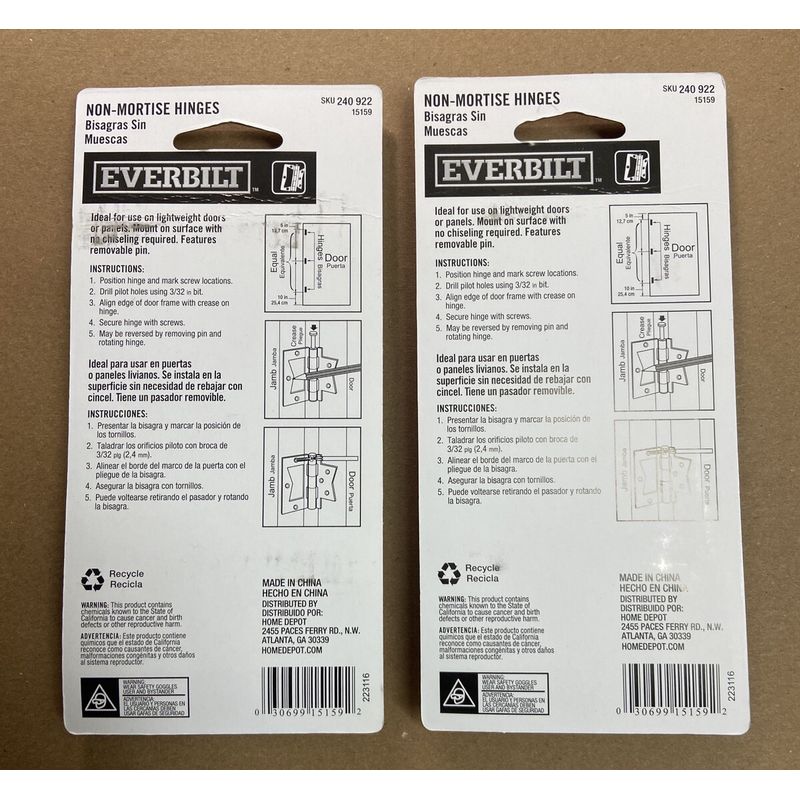 NON-MORTISE HINGES
Bisagras Sin
Muescas
SKU 240 922
15159
EVERBILT™
Ideal for use on lightweight doors
or panels. Mount on surface with
no chiseling required. Features
removable pin.
INSTRUCTIONS:
1. Position hinge and mark screw locations.
2. Drill pilot holes using 3/32 in bit.
3. Align edge of door frame with crease on
hinge.
4. Secure hinge with screws.
5. May be reversed by removing pin and
rotating hinge.
Ideal para usar en puertas
o paneles livianos. Se instala en la
superficie sin necesidad de rebajar con
cincel. Tiene un pasador removible.
INSTRUCCIONES:
1. Presentar la bisagra y marcar la posición de
los tornillos.
2. Taladrar los orificios piloto con broca de
3/32 plg (2,4 mm).
3. Alinear el borde del marco de la puerta con el
pliegue de la bisagra.
4. Asegurar la bisagra con tornillos.
5. Puede voltearse retirando el pasador y rotando
la bisagra.
5 in
12,7 cm
Equal
Equivalente
Hinges
Bisagras
Door
Puerta
10 in
25,4 cm
Crease
Pliegue
Jamb Jamba
Door
Jamb Jamba
Door Puerta
Recycle
Recicla
WARNING: This product contains
chemicals known to the State of
California to cause cancer and birth
defects or other reproductive harm.
ADVERTENCIA: Este producto contiene
químicos que el estado de California
reconoce como causantes de cáncer,
malformaciones congénitas y otros daños
al sistema reproductor.
MADE IN CHINA
HECHO EN CHINA
DISTRIBUTED BY
DISTRIBUIDO POR:
HOME DEPOT
2455 PACES FERRY RD., N.W.
ATLANTA, GA 30339
HOMEDEPOT.COM
WARNING:
WEAR SAFETY GOGGLES
USER AND BYSTANDER
ADVERTENCIA:
EL USUARIO Y PERSONAS EN
LAS CERCANÍAS DEBEN
USAR GAFAS DE SEGURIDAD
0 30699 15159 2
223116
NON-MORTISE HINGES
Bisagras Sin
Muescas
SKU 240 922
15159
EVERBILT™
Ideal for use on lightweight doors
or panels. Mount on surface with
no chiseling required. Features
removable pin.
INSTRUCTIONS:
1. Position hinge and mark screw locations.
2. Drill pilot holes using 3/32 in bit.
3. Align edge of door frame with crease on
hinge.
4. Secure hinge with screws.
5. May be reversed by removing pin and
rotating hinge.
Ideal para usar en puertas
o paneles livianos. Se instala en la
superficie sin necesidad de rebajar con
cincel. Tiene un pasador removible.
INSTRUCCIONES:
1. Presentar la bisagra y marcar la posición de
los tornillos.
2. Taladrar los orificios piloto con broca de
3/32 plg (2,4 mm).
3. Alinear el borde del marco de la puerta con el
pliegue de la bisagra.
4. Asegurar la bisagra con tornillos.
5. Puede voltearse retirando el pasador y rotando
la bisagra.
5 in
12,7 cm
Equal
Equivalente
Hinges
Bisagras
Door
Puerta
10 in
25,4 cm
Crease
Pliegue
Jamb Jamba
Door
Jamb Jamba
Door Puerta
Recycle
Recicla
WARNING: This product contains
chemicals known to the State of
California to cause cancer and birth
defects or other reproductive harm.
ADVERTENCIA: Este producto contiene
químicos que el estado de California
reconoce como causantes de cáncer,
malformaciones congénitas y otros daños
al sistema reproductor.
MADE IN CHINA
HECHO EN CHINA
DISTRIBUTED BY
DISTRIBUIDO POR:
HOME DEPOT
2455 PACES FERRY RD., N.W.
ATLANTA, GA 30339
HOMEDEPOT.COM
WARNING:
WEAR SAFETY GOGGLES
USER AND BYSTANDER
ADVERTENCIA:
EL USUARIO Y PERSONAS EN
LAS CERCANÍAS DEBEN
USAR GAFAS DE SEGURIDAD
0 30699 15159 2
223116